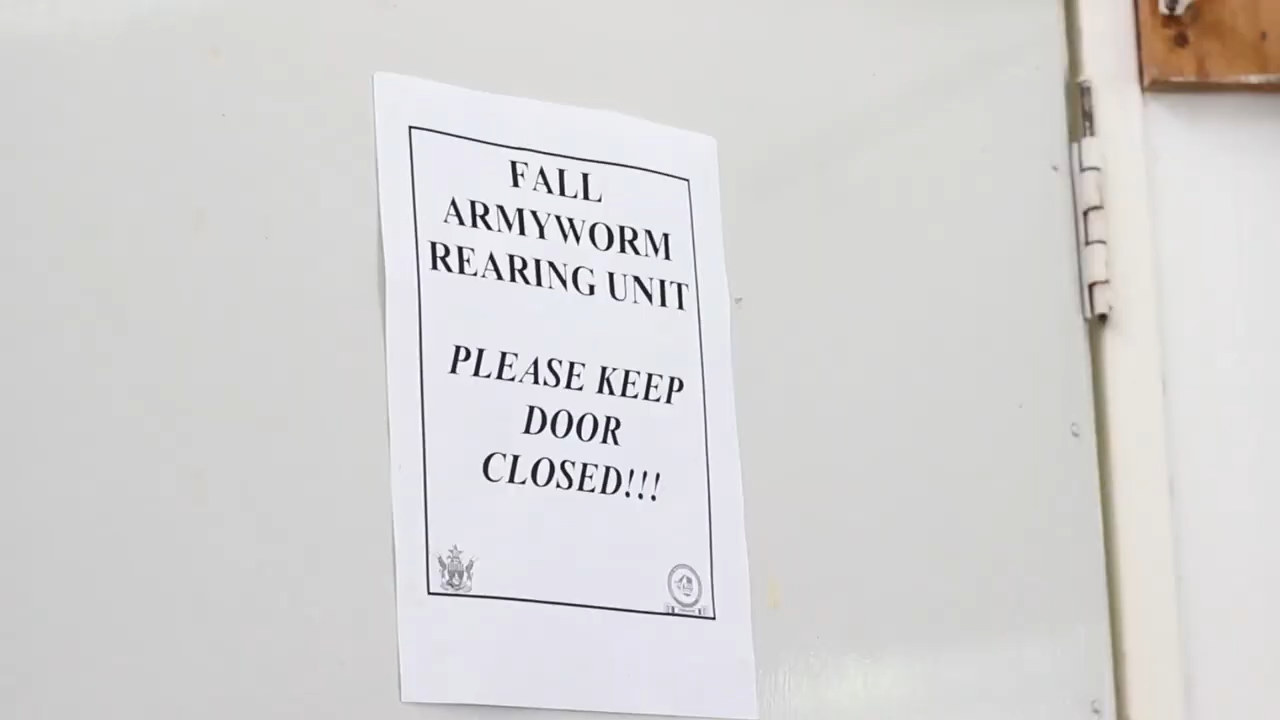 FALL
ARMYWORM
REARING UNIT
PLEASE KEEP
DOOR
CLOSED!!!